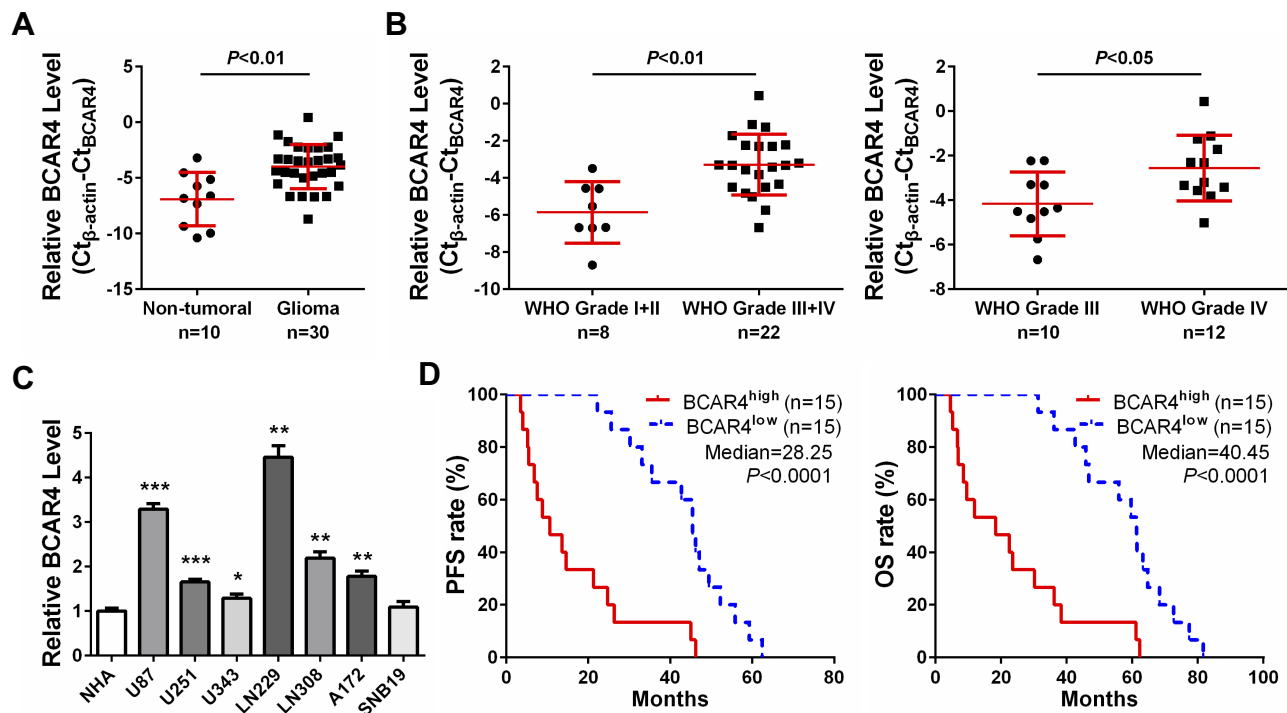 A
P<0.01
Relative BCAR4 Level
(Ctβ-actin-CtBCAR4)
5
0
-5
-10
-15
Non-tumoral
n=10
Glioma
n=30
B
P<0.01
Relative BCAR4 Level
(Ctβ-actin-CtBCAR4)
2
0
-2
-4
-6
-8
-10
WHO Grade I+II
n=8
WHO Grade III+IV
n=22
P<0.05
Relative BCAR4 Level
(Ctβ-actin-CtBCAR4)
2
0
-2
-4
-6
-8
WHO Grade III
n=10
WHO Grade IV
n=12
C
Relative BCAR4 Level
5
4
3
2
1
0
***
***
*
**
**
**
NHA
U87
U251
U343
LN229
LN308
A172
SNB19
D
PFS rate (%)
100
80
60
40
20
0
0
20
40
60
80
Months
BCAR4high (n=15)
BCAR4low (n=15)
Median=28.25
P<0.0001
OS rate (%)
100
80
60
40
20
0
0
20
40
60
80
100
Months
BCAR4high (n=15)
BCAR4low (n=15)
Median=40.45
P<0.0001